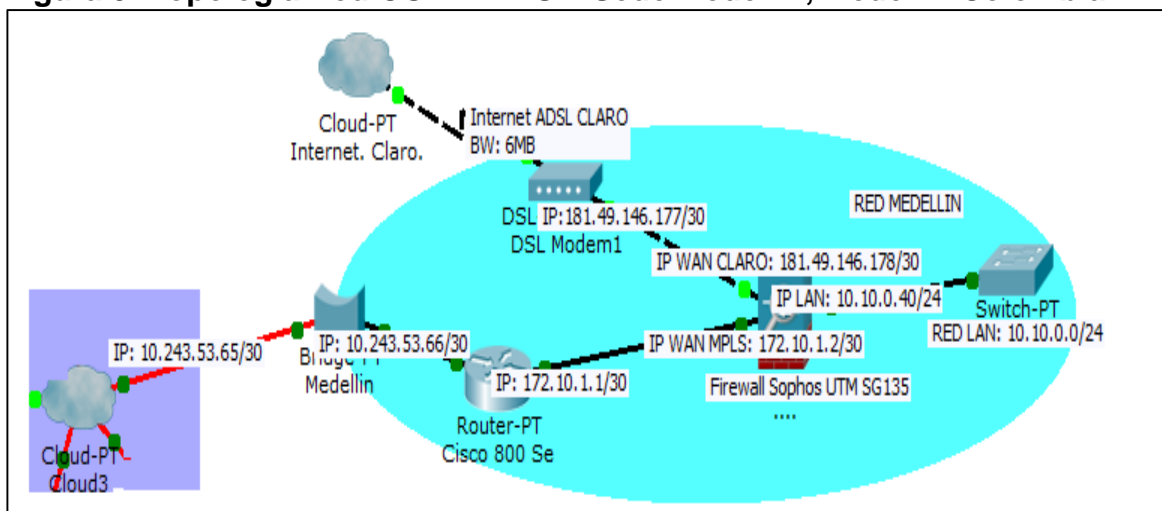 Cloud-PT
Internet. Claro.
Internet ADSL CLARO
BW: 6MB
RED MEDELLIN
DSL
IP:181.49.146.177/30
DSL Modem1
IP WAN CLARO: 181.49.146.178/30
IP LAN: 10.10.0.40/24
Switch-PT
RED LAN: 10.10.0.0/24
IP: 10.243.53.65/30
IP: 10.243.53.66/30
Medellin
IP WAN MPLS: 172.10.1.2/30
IP: 172.10.1.1/30
Firewall Sophos UTM SG135
....
Router-PT
Cisco 800 Se
Cloud-PT
Cloud3